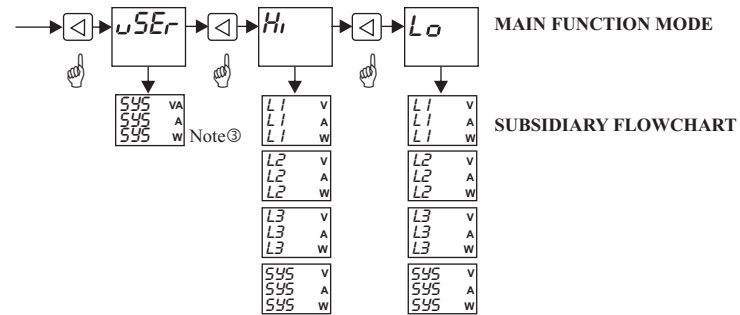 uSEr
Hi
Lo
MAIN FUNCTION MODE
SYS VA
SYS A
SYS W
Note③
L1 V
L1 A
L1 W
L2 V
L2 A
L2 W
L3 V
L3 A
L3 W
SYS V
SYS A
SYS W
L1 V
L1 A
L1 W
L2 V
L2 A
L2 W
L3 V
L3 A
L3 W
SYS V
SYS A
SYS W
SUBSIDIARY FLOWCHART